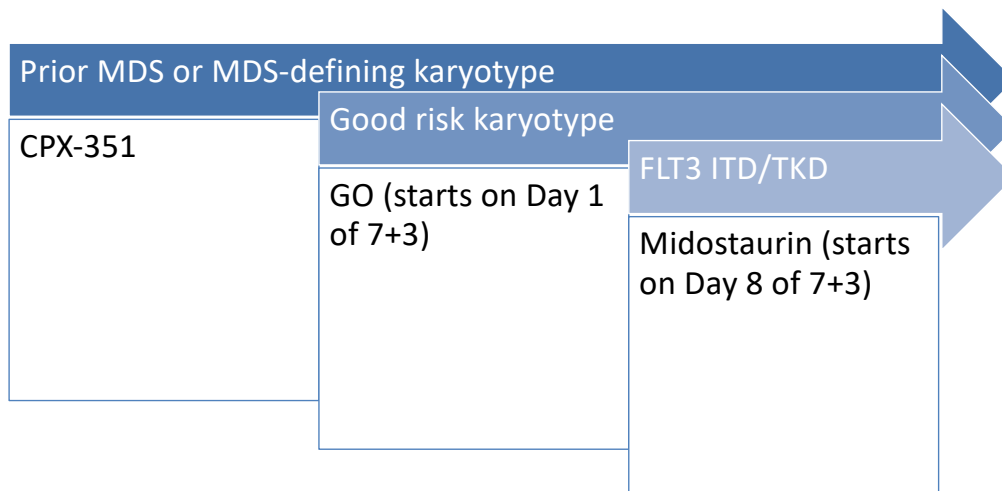 Prior MDS or MDS-defining karyotype
CPX-351
Good risk karyotype
GO (starts on Day 1
of 7+3)
FLT3 ITD/TKD
Midostaurin (starts
on Day 8 of 7+3)